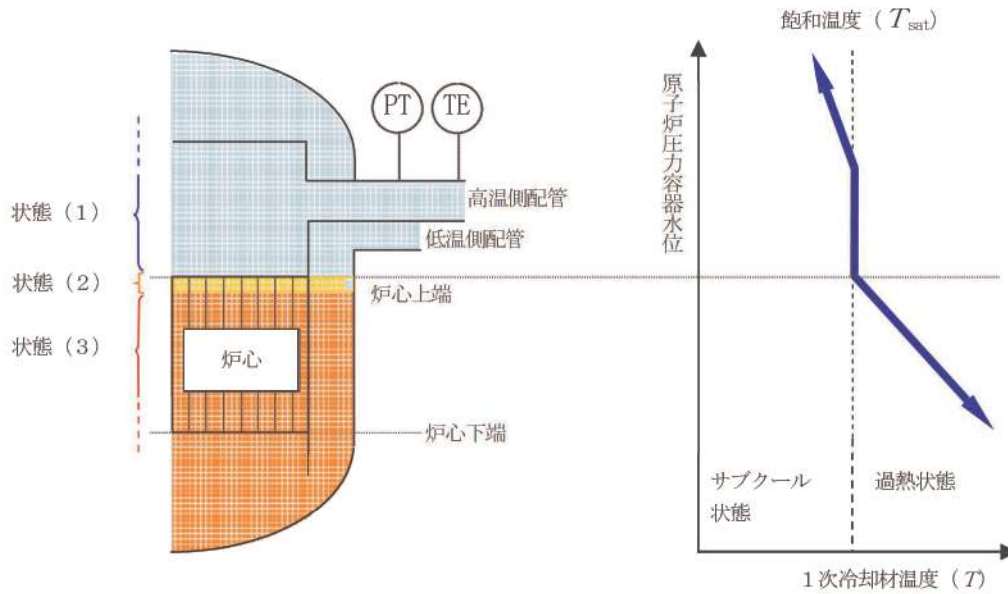 飽和温度（Tsat）
原子炉圧力容器水位
PT
TE
高温側配管
低温側配管
状態（1）
状態（2）
状態（3）
炉心上端
炉心
炉心下端
サブクール
状態
過熱状態
1次冷却材温度（T）